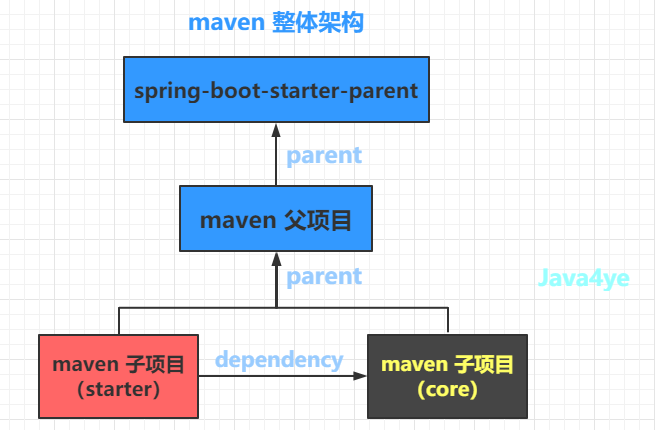 maven 整体架构
spring-boot-starter-parent
parent
maven 父项目
parent
Java4ye
maven 子项目
（starter）
dependency
maven 子项目
（core）